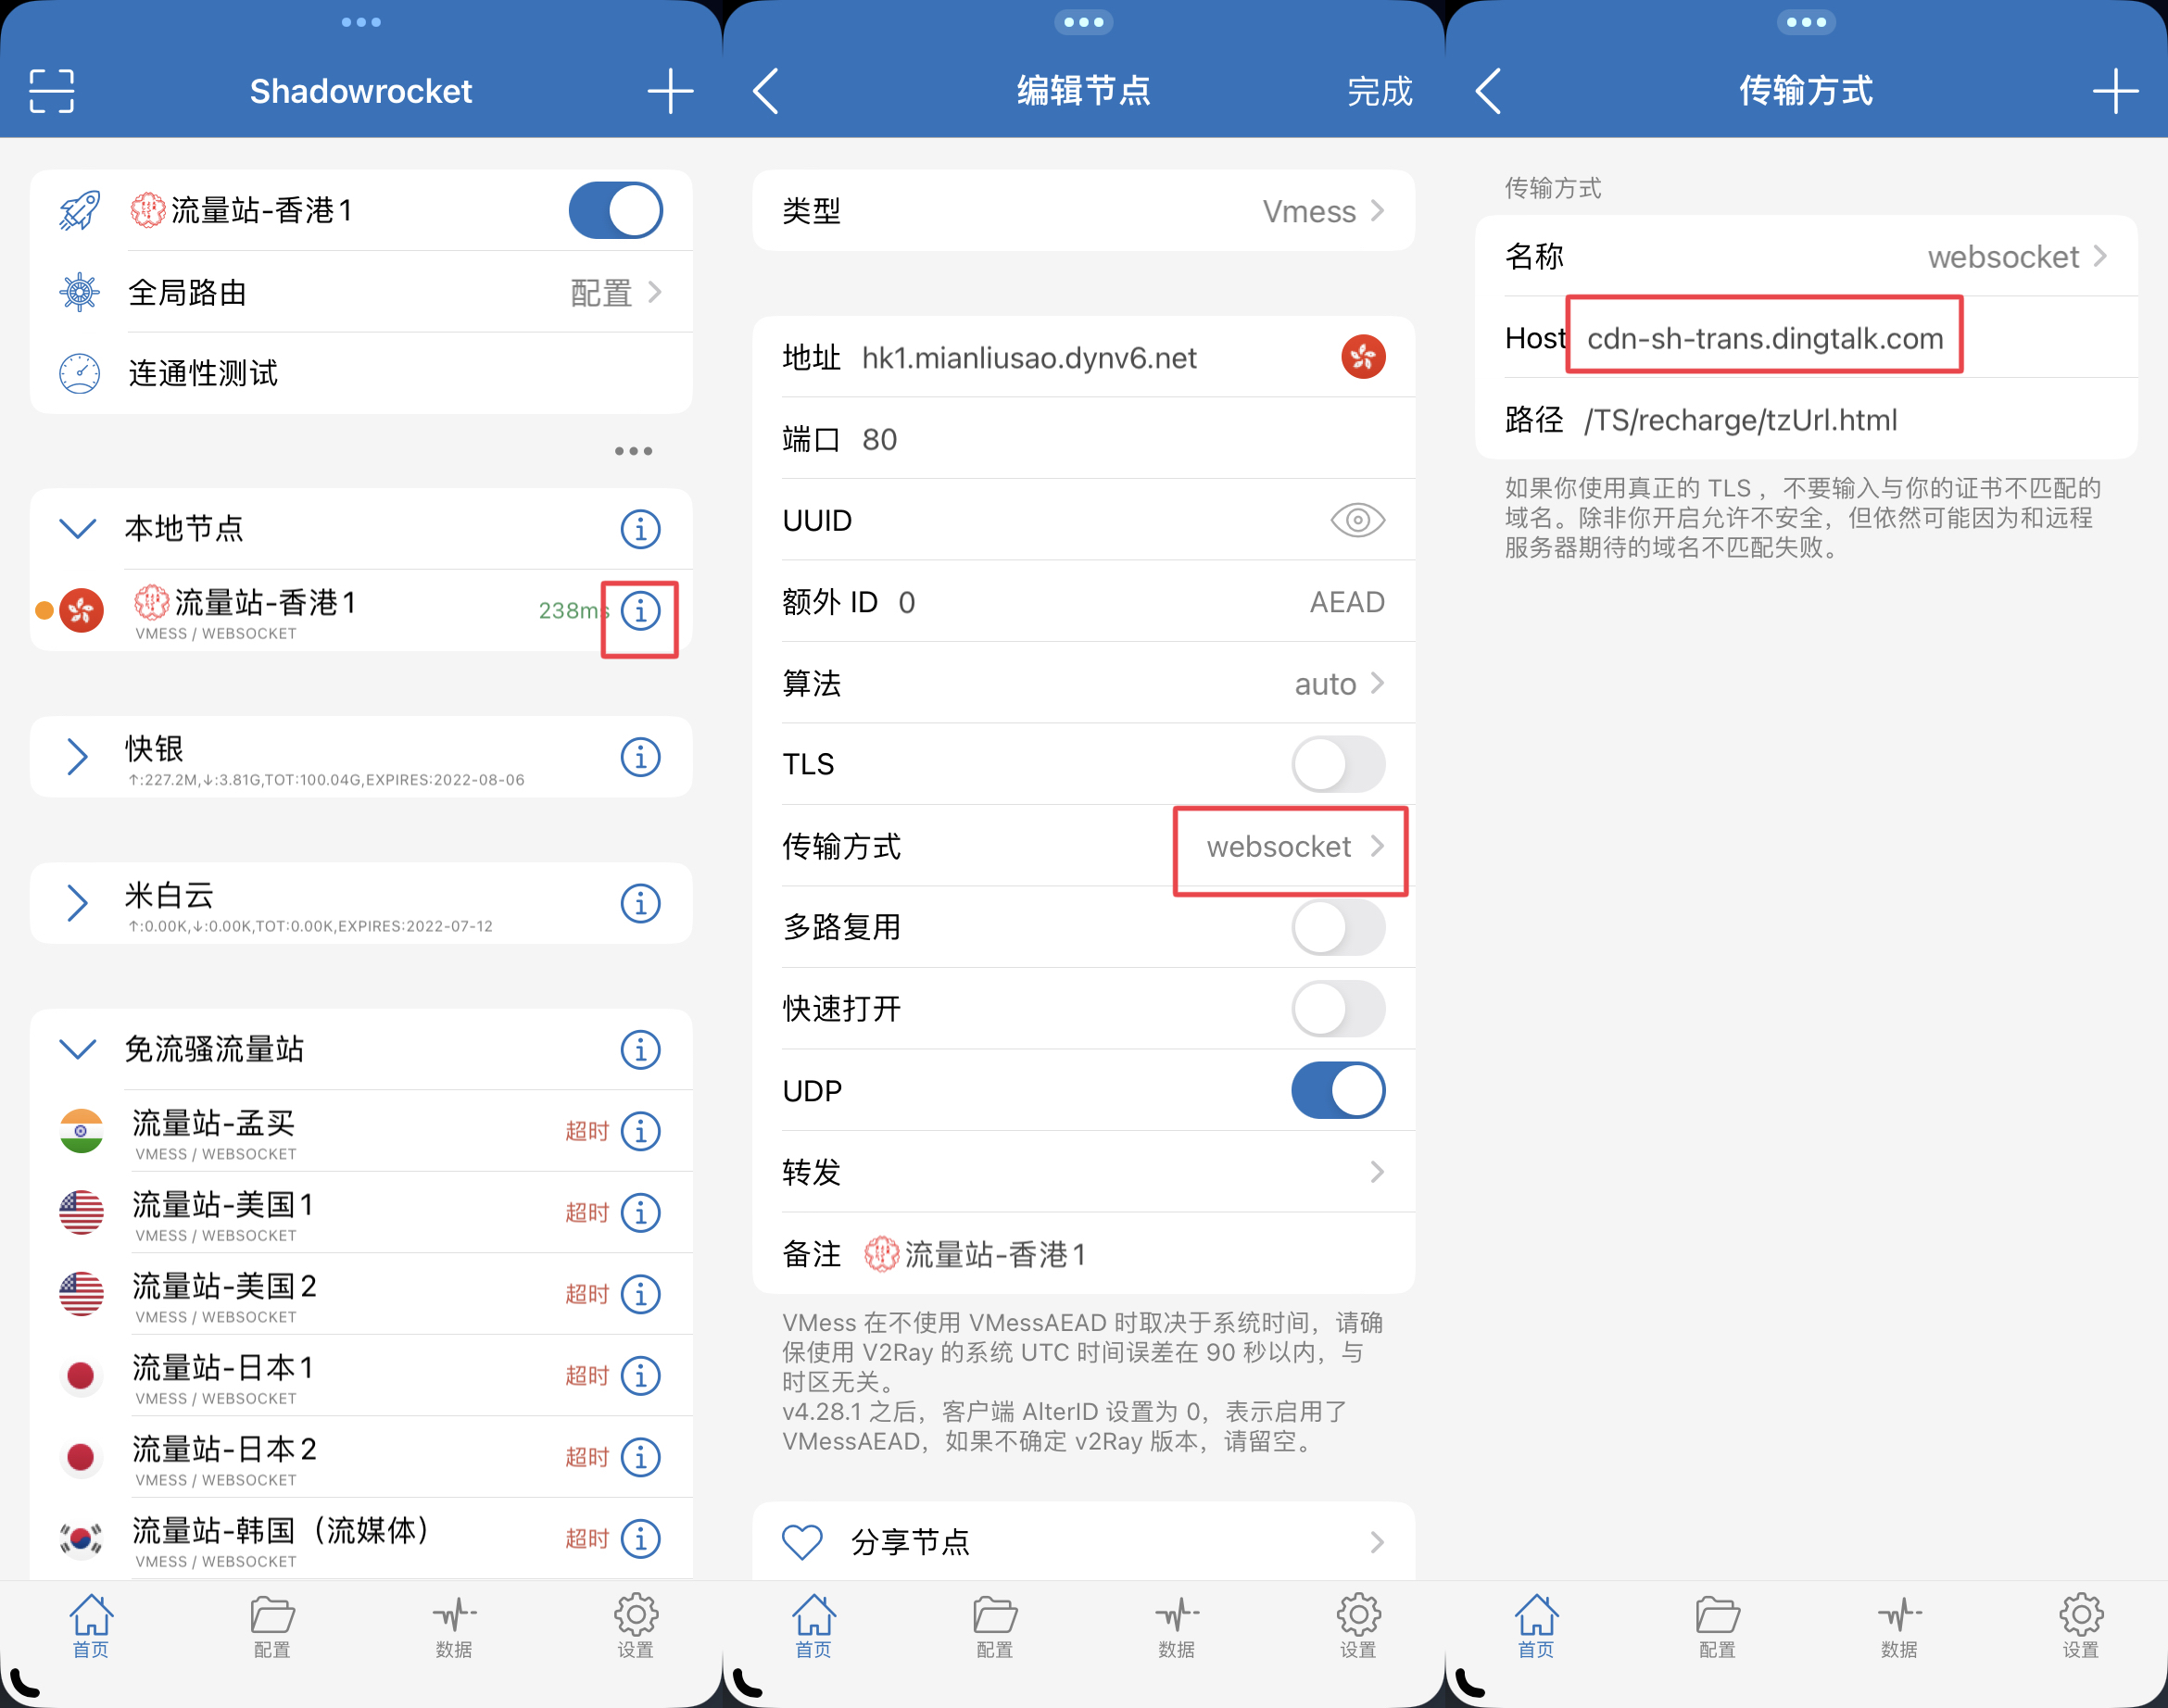 Shadowrocket
流量站-香港1
全局路由
配置
连通性测试
本地节点
流量站-香港1
VMESS / WEBSOCKET
238ms
快银
↑:227.2M,↓:3.81G,TOT:100.04G,EXPIRES:2022-08-06
米白云
↑:0.00K,↓:0.00K,TOT:0.00K,EXPIRES:2022-07-12
免流骚流量站
流量站-孟买
VMESS / WEBSOCKET
超时
流量站-美国1
VMESS / WEBSOCKET
超时
流量站-美国2
VMESS / WEBSOCKET
超时
流量站-日本1
VMESS / WEBSOCKET
超时
流量站-日本2
VMESS / WEBSOCKET
超时
流量站-韩国（流媒体）
VMESS / WEBSOCKET
超时
首页
配置
数据
设置
编辑节点
完成
类型
Vmess
地址 hk1.mianliusao.dynv6.net
端口 80
UUID
额外 ID 0
AEAD
算法
auto
TLS
传输方式
websocket
多路复用
快速打开
UDP
转发
备注 流量站-香港1
VMess 在不使用 VMessAEAD 时取决于系统时间，请确
保使用 V2Ray 的系统 UTC 时间误差在 90 秒以内，与
时区无关。
v4.28.1 之后，客户端 AlterID 设置为 0，表示启用了
VMessAEAD，如果不确定 v2Ray 版本，请留空。
分享节点
首页
配置
数据
设置
传输方式
传输方式
名称
websocket
Host cdn-sh-trans.dingtalk.com
路径 /TS/recharge/tzUrl.html
如果你使用真正的 TLS ，不要输入与你的证书不匹配的
域名。除非你开启允许不安全，但依然可能因为和远程
服务器期待的域名不匹配失败。
首页
配置
数据
设置